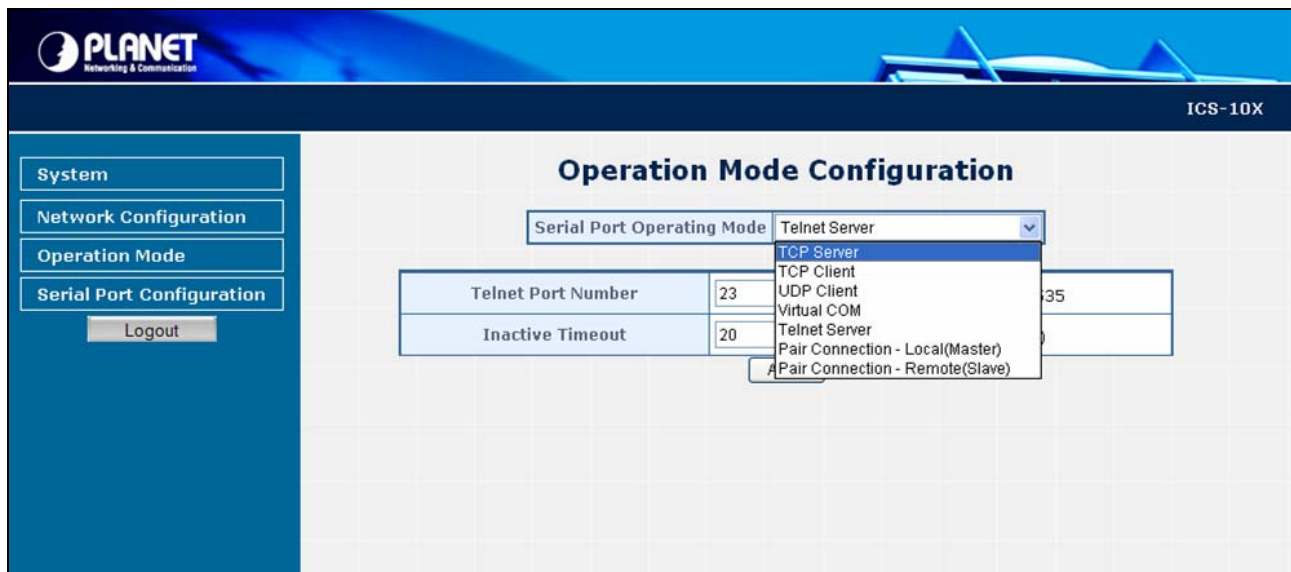 PLANET
Networking & Communication
ICS-10X
System
Network Configuration
Operation Mode
Serial Port Configuration
Logout
Operation Mode Configuration
Serial Port Operating Mode Telnet Server
TCP Server
TCP Client
UDP Client
Virtual COM
Telnet Server
Pair Connection - Local(Master)
Pair Connection - Remote(Slave)
Telnet Port Number 23
Inactive Timeout 20